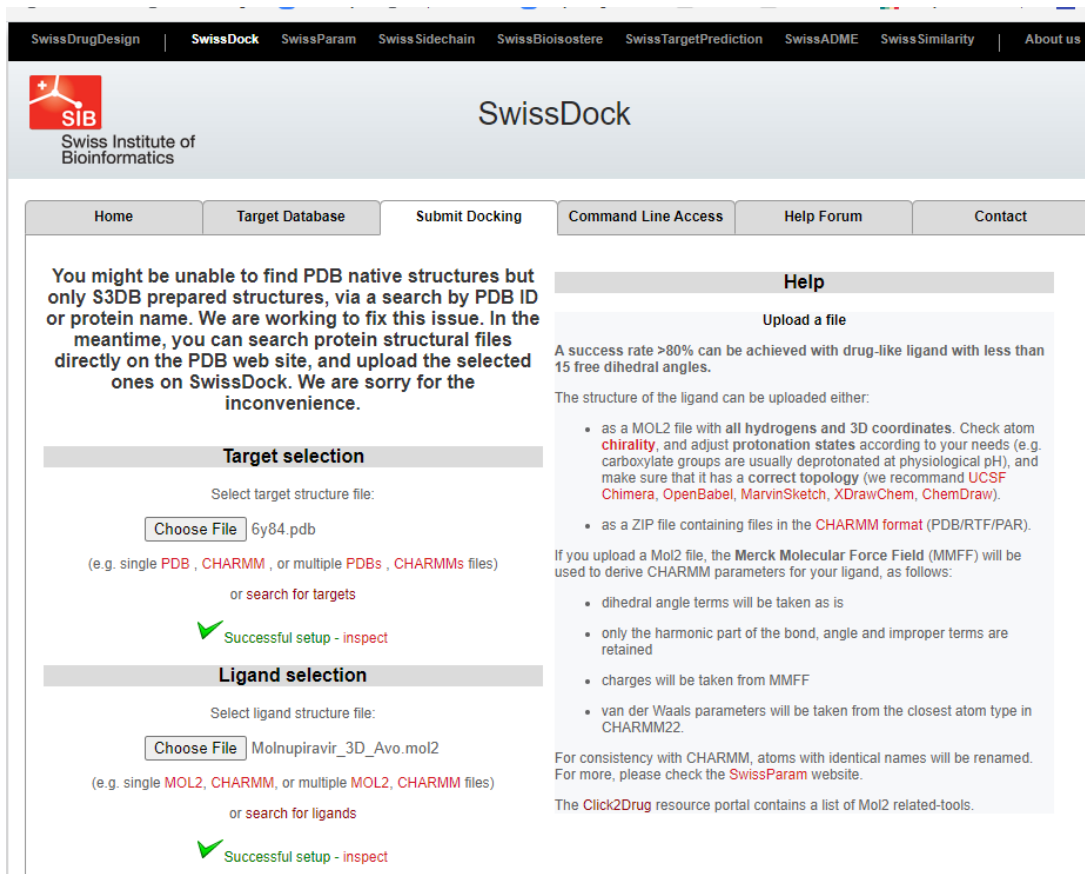 SwissDrugDesign | SwissDock SwissParam SwissSidechain SwissBioisostere SwissTargetPrediction SwissADME SwissSimilarity | About us
SIB
Swiss Institute of
Bioinformatics
SwissDock
Home Target Database Submit Docking Command Line Access Help Forum Contact
You might be unable to find PDB native structures but
only S3DB prepared structures, via a search by PDB ID
or protein name. We are working to fix this issue. In the
meantime, you can search protein structural files
directly on the PDB web site, and upload the selected
ones on SwissDock. We are sorry for the
inconvenience.
Target selection
Select target structure file:
Choose File 6y84.pdb
(e.g. single PDB , CHARMM , or multiple PDBs , CHARMMs files)
or search for targets
Successful setup - inspect
Ligand selection
Select ligand structure file:
Choose File Molnupiravir_3D_Avo.mol2
(e.g. single MOL2, CHARMM, or multiple MOL2, CHARMM files)
or search for ligands
Successful setup - inspect
Help
Upload a file
A success rate >80% can be achieved with drug-like ligand with less than
15 free dihedral angles.
The structure of the ligand can be uploaded either:
• as a MOL2 file with all hydrogens and 3D coordinates. Check atom
chirality, and adjust protonation states according to your needs (e.g.
carboxylate groups are usually deprotonated at physiological pH), and
make sure that it has a correct topology (we recommand UCSF
Chimera, OpenBabel, MarvinSketch, XDrawChem, ChemDraw).
• as a ZIP file containing files in the CHARMM format (PDB/RTF/PAR).
If you upload a Mol2 file, the Merck Molecular Force Field (MMFF) will be
used to derive CHARMM parameters for your ligand, as follows:
• dihedral angle terms will be taken as is
• only the harmonic part of the bond, angle and improper terms are
retained
• charges will be taken from MMFF
• van der Waals parameters will be taken from the closest atom type in
CHARMM22.
For consistency with CHARMM, atoms with identical names will be renamed.
For more, please check the SwissParam website.
The Click2Drug resource portal contains a list of Mol2 related-tools.